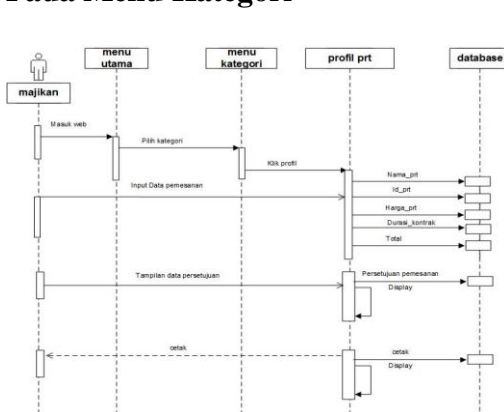 Pada Menu Kategori
menu
utama
menu
kategori
profil prt
database
majikan
Masuk web
Pilih kategori
Klik profil
Nama_prt
Input Data pemesanan
Id_prt
Harga_prt
Durasi_kontrak
Total
Tampilan data persetujuan
Persetujuan pemesanan
Display
cetak
cetak
Display